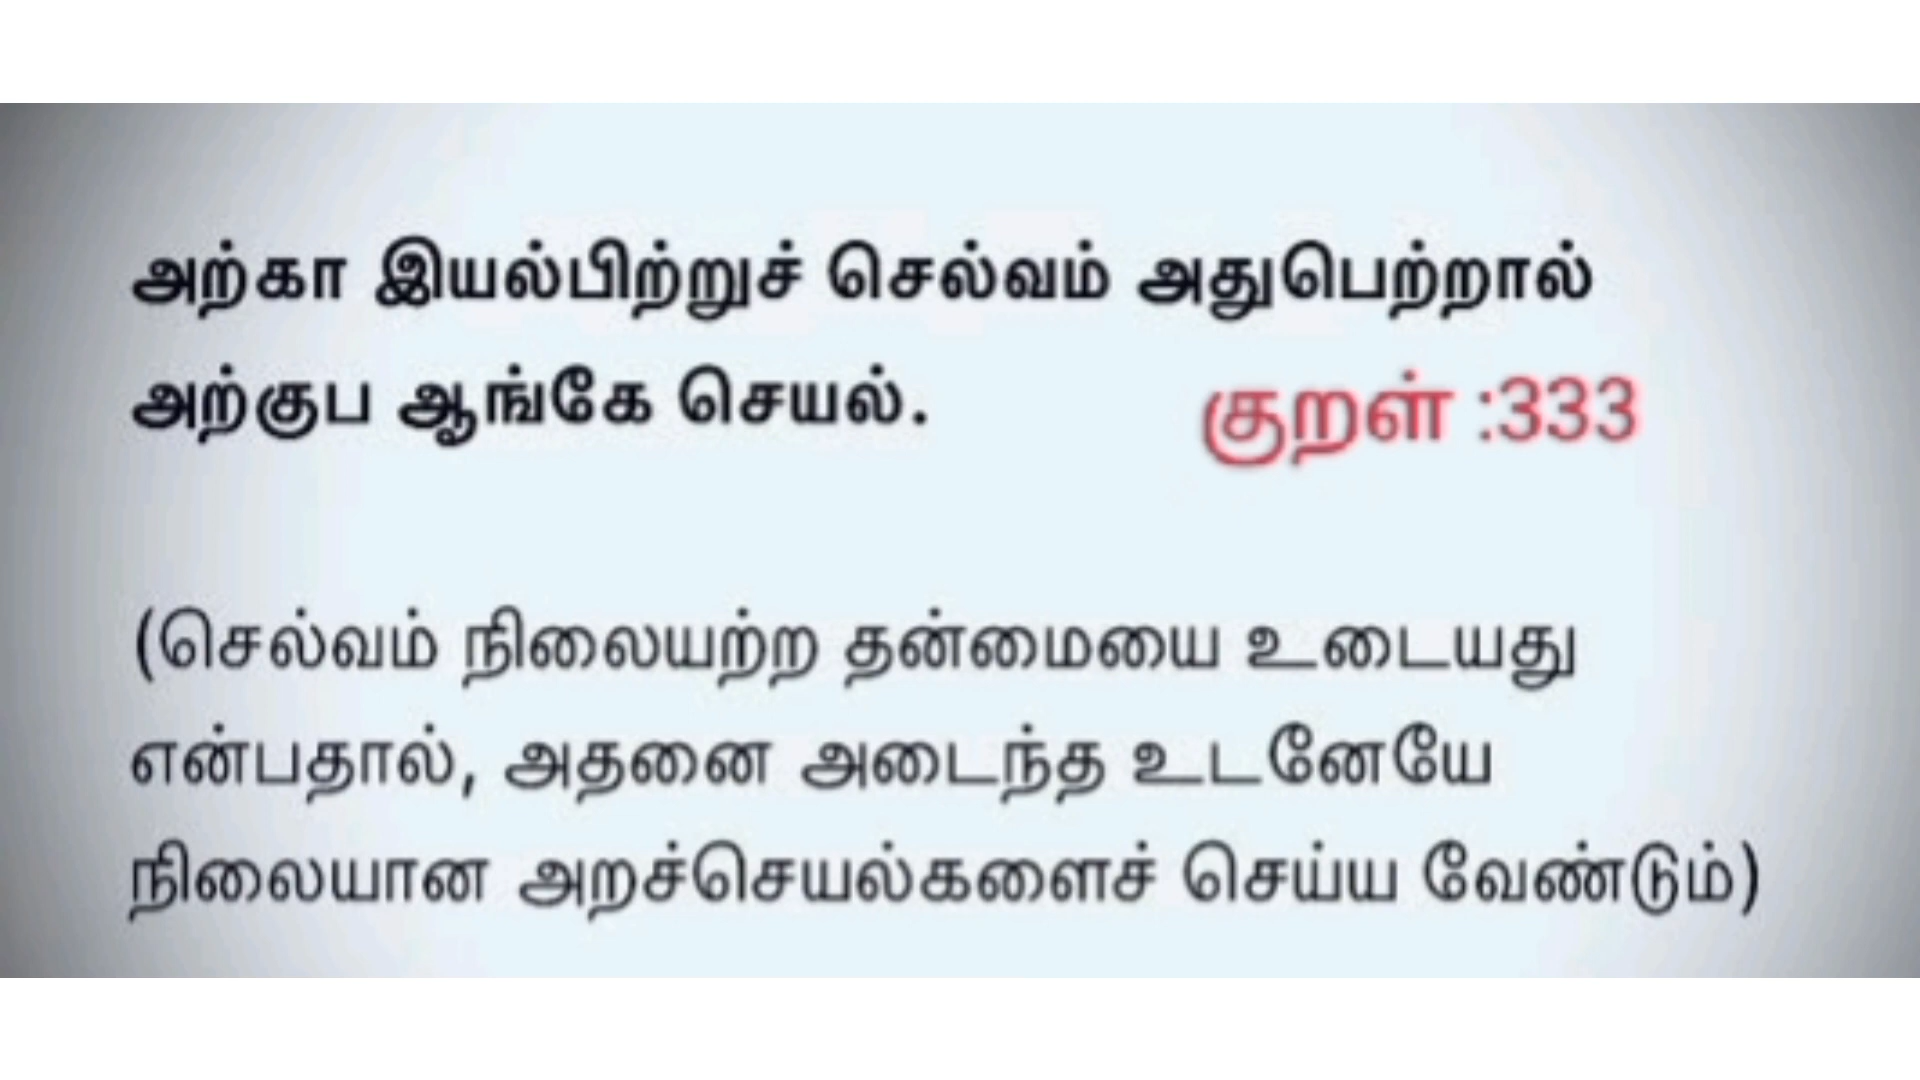 அற்கா இயல்பிற்றுச் செல்வம் அதுபெற்றால்
அற்குப ஆங்கே செயல்.
குறள் :333
(செல்வம் நிலையற்ற தன்மையை உடையது
என்பதால், அதனை அடைந்த உடனேயே
நிலையான அறச்செயல்களைச் செய்ய வேண்டும்)